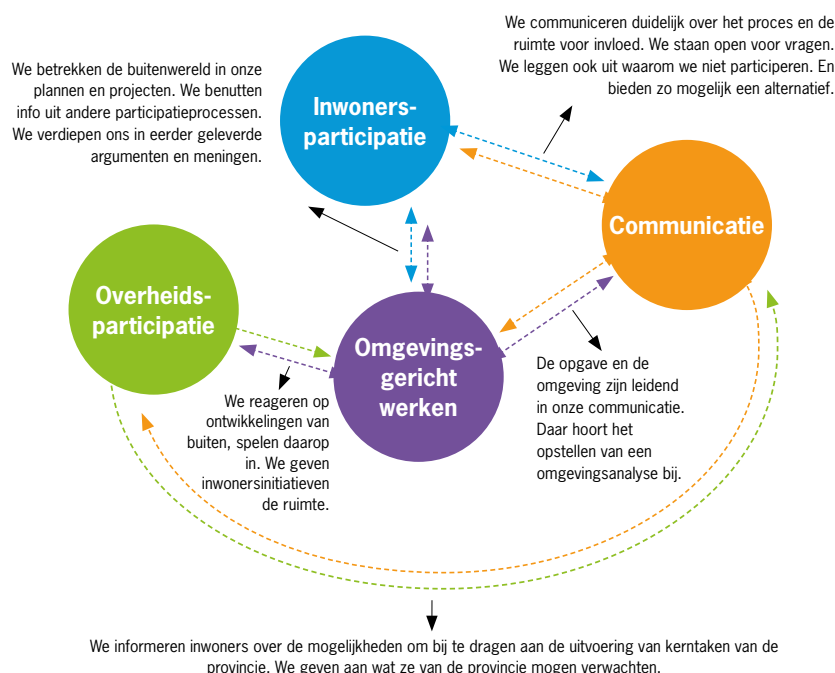 We communiceren duidelijk over het proces en de
ruimte voor invloed. We staan open voor vragen.
We leggen ook uit waarom we niet participeren. En
bieden zo mogelijk een alternatief.
We betrekken de buitenwereld in onze
plannen en projecten. We benutten
info uit andere participatieprocessen.
We verdiepen ons in eerder geleverde
argumenten en meningen.
Inwoners-
participatie
Communicatie
Overheids-
participatie
Omgevings-
gericht
werken
We reageren op
ontwikkelingen van
buiten, spelen daarop
in. We geven
inwonersinitiatieven
de ruimte.
De opgave en de
omgeving zijn leidend
in onze communicatie.
Daar hoort het
opstellen van een
omgevingsanalyse bij.
We informeren inwoners over de mogelijkheden om bij te dragen aan de uitvoering van kerntaken van de
provincie. We geven aan wat ze van de provincie mogen verwachten.